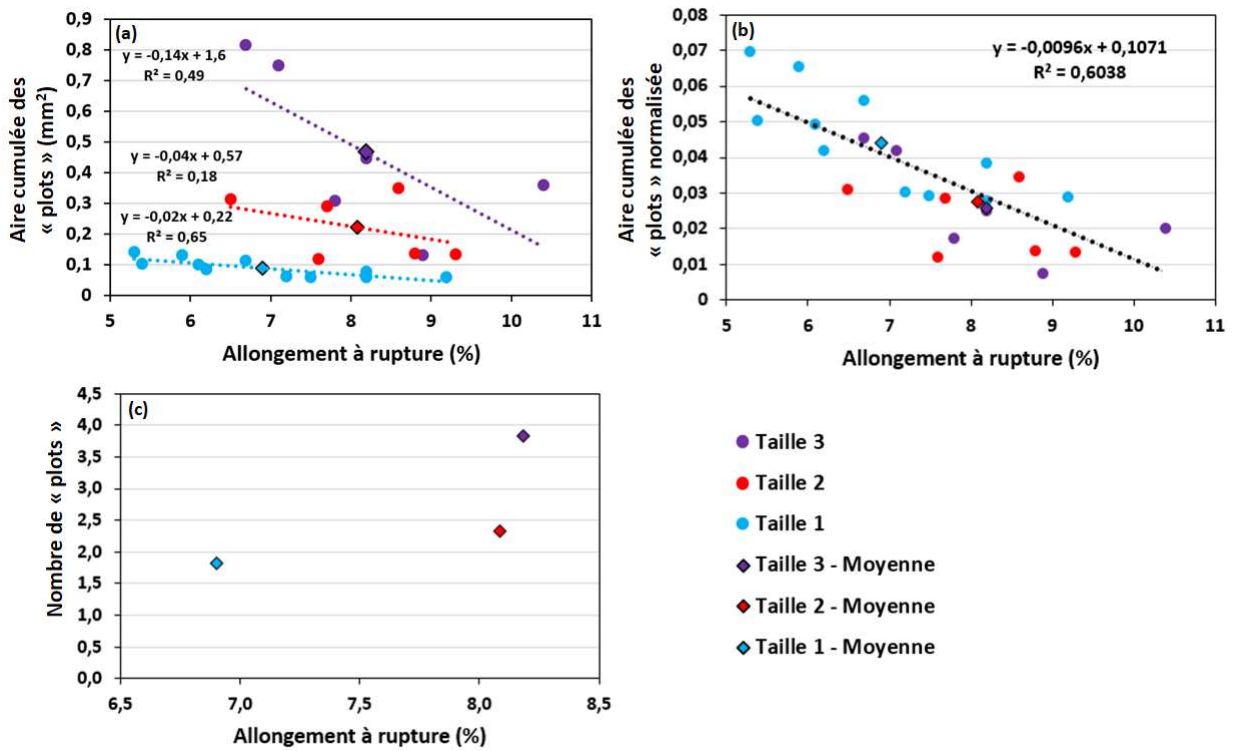 (a)
Aire cumulée des
« plots » (mm²)
0,9
0,8
0,7
0,6
0,5
0,4
0,3
0,2
0,1
0
y = -0,14x + 1,6
R² = 0,49
y = -0,04x + 0,57
R² = 0,18
y = -0,02x + 0,22
R² = 0,65
5 6 7 8 9 10 11
Allongement à rupture (%)
(b)
Aire cumulée des
« plots » normalisée
0,08
0,07
0,06
0,05
0,04
0,03
0,02
0,01
0
y = -0,0096x + 0,1071
R² = 0,6038
5 6 7 8 9 10 11
Allongement à rupture (%)
(c)
Nombre de « plots »
4,5
4,0
3,5
3,0
2,5
2,0
1,5
1,0
0,5
0,0
6,5 7,0 7,5 8,0 8,5
Allongement à rupture (%)
Taille 3
Taille 2
Taille 1
Taille 3 - Moyenne
Taille 2 - Moyenne
Taille 1 - Moyenne